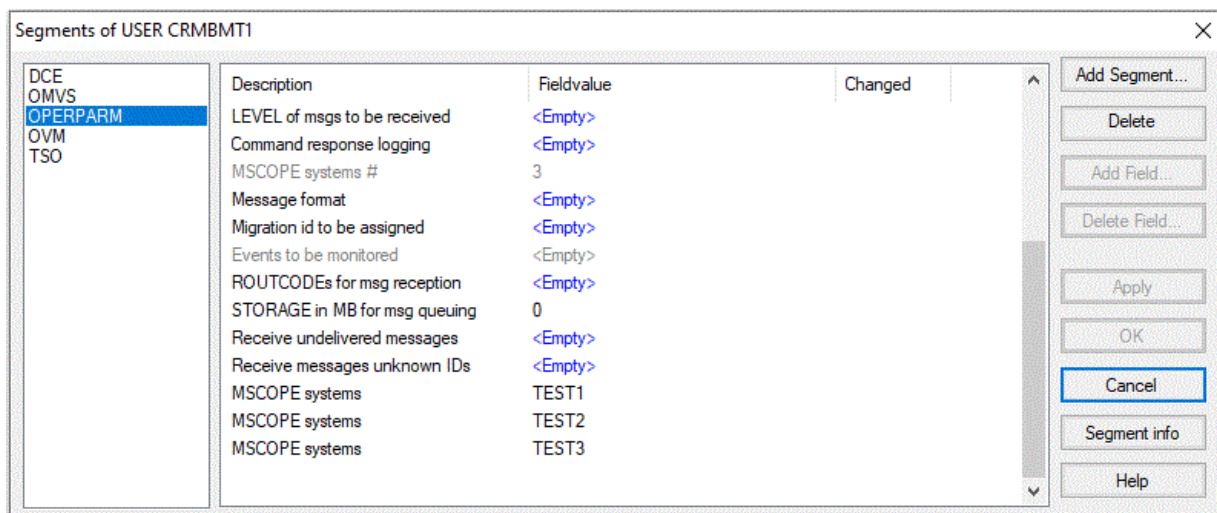 Segments of USER CRMBMT1
DCE
OMVS
OPERPARM
OVM
TSO
Description Fieldvalue Changed
LEVEL of msgs to be received <Empty>
Command response logging <Empty>
MSCOPE systems # 3
Message format <Empty>
Migration id to be assigned <Empty>
Events to be monitored <Empty>
ROUTCODEs for msg reception <Empty>
STORAGE in MB for msg queuing 0
Receive undelivered messages <Empty>
Receive messages unknown IDs <Empty>
MSCOPE systems TEST1
MSCOPE systems TEST2
MSCOPE systems TEST3
Add Segment...
Delete
Add Field...
Delete Field...
Apply
OK
Cancel
Segment info
Help